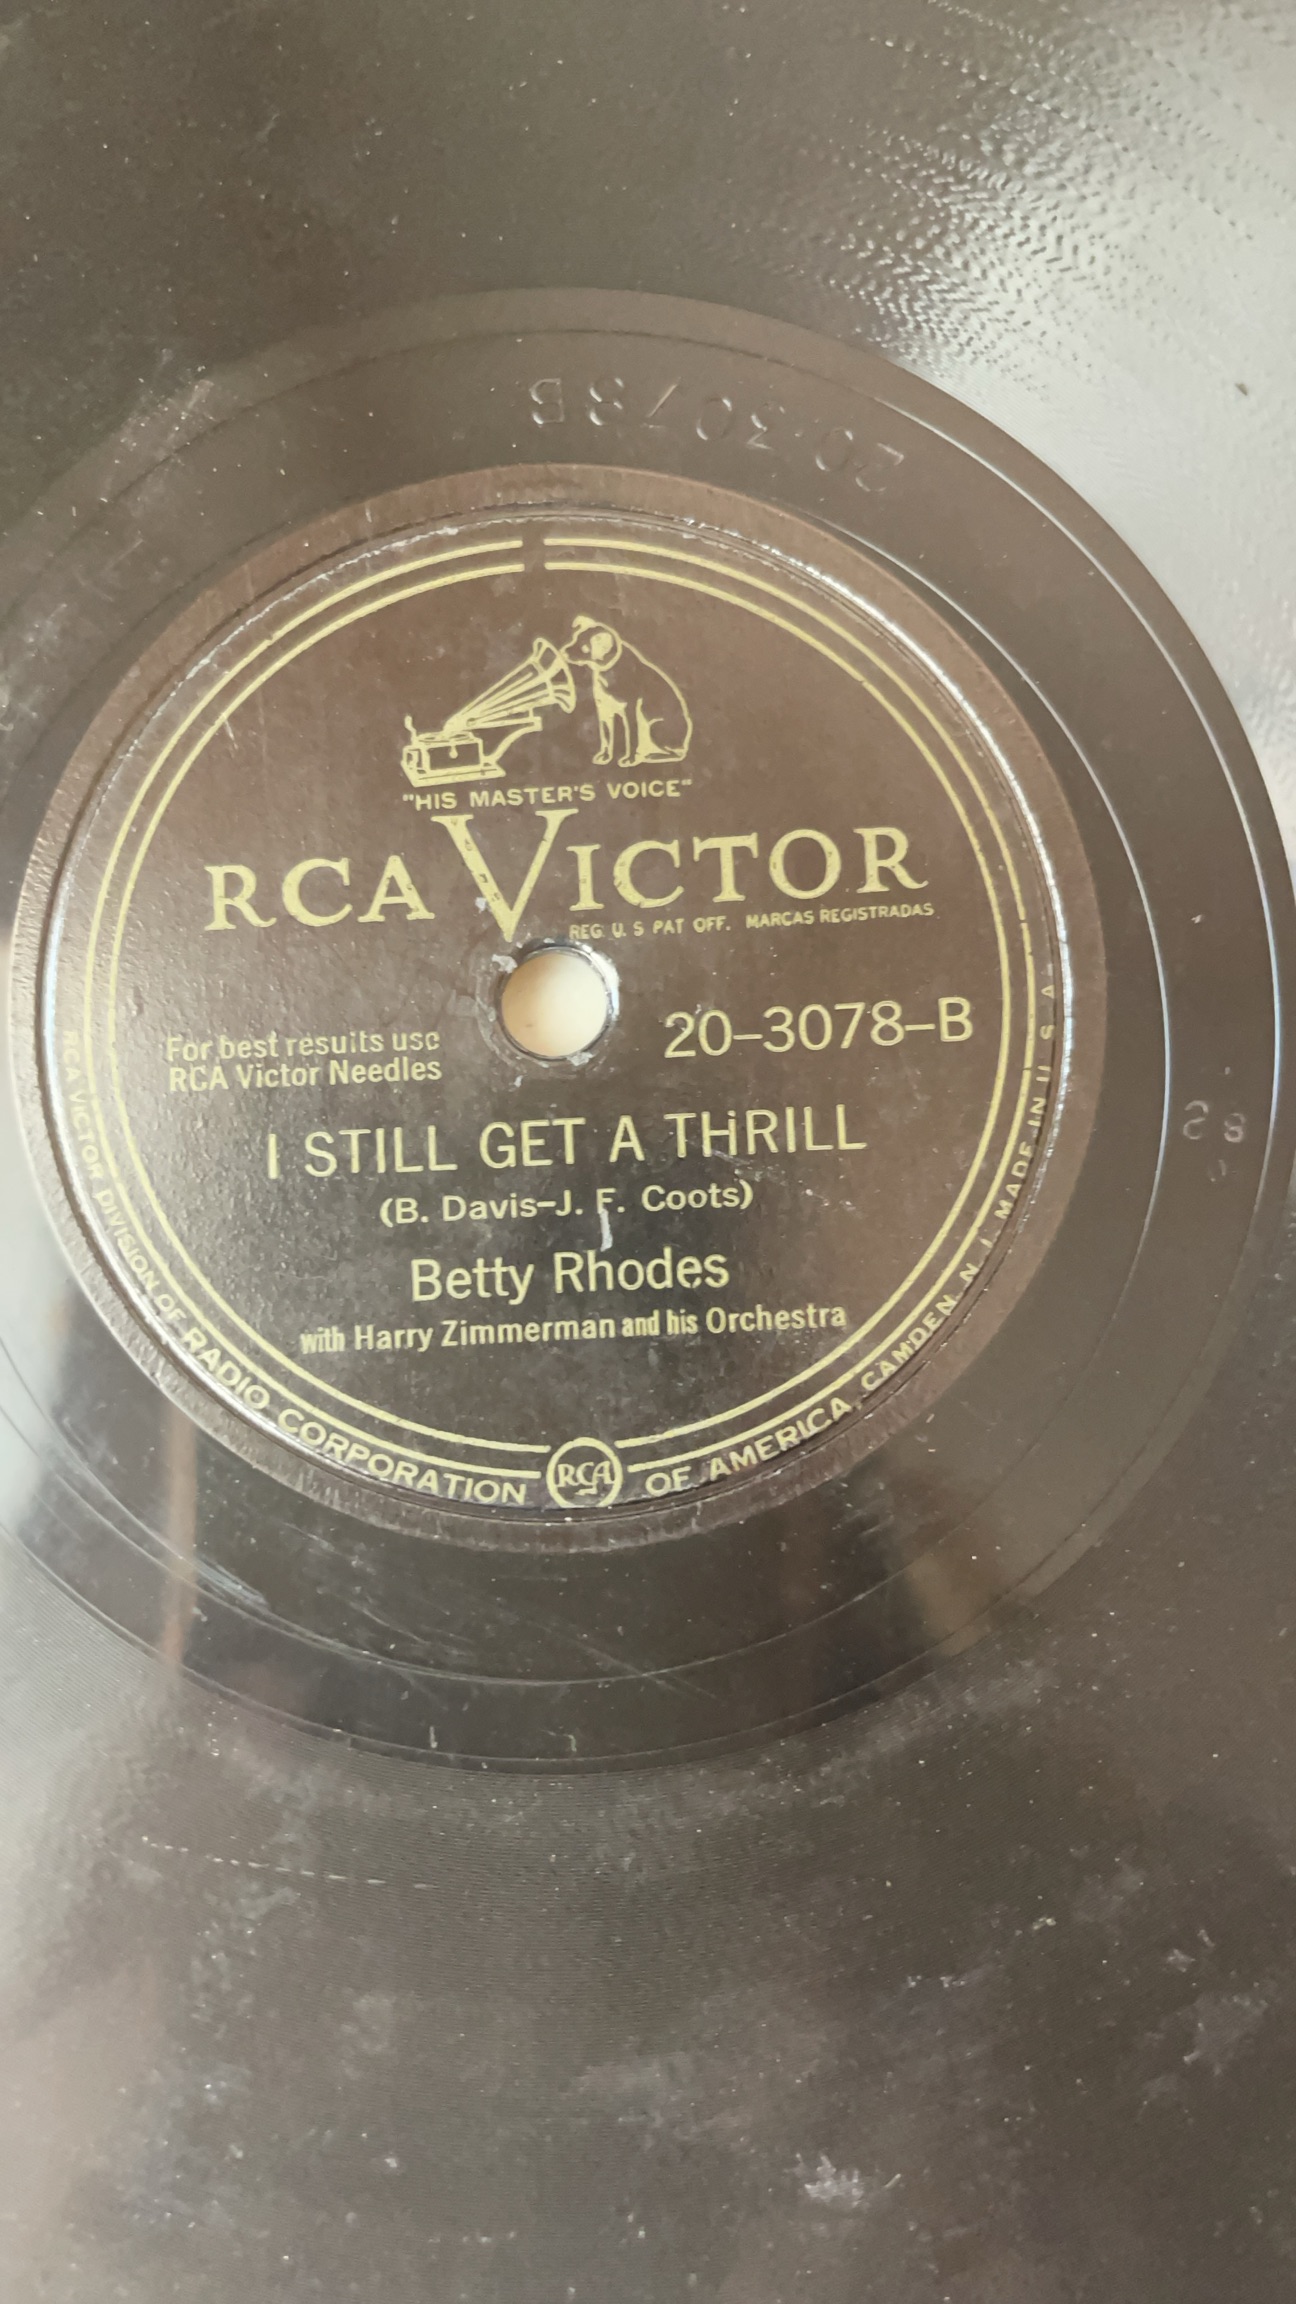 20-3078B
"HIS MASTER'S VOICE"
RCA VICTOR
REG. U. S. PAT. OFF. MARCAS REGISTRADAS
20–3078–B
For best results use
RCA Victor Needles
I STILL GET A THRILL
(B. Davis–J. F. Coots)
Betty Rhodes
with Harry Zimmerman and his Orchestra
RCA VICTOR DIVISION OF RADIO CORPORATION OF AMERICA, CAMDEN, N. J. MADE IN U. S. A.
RCA